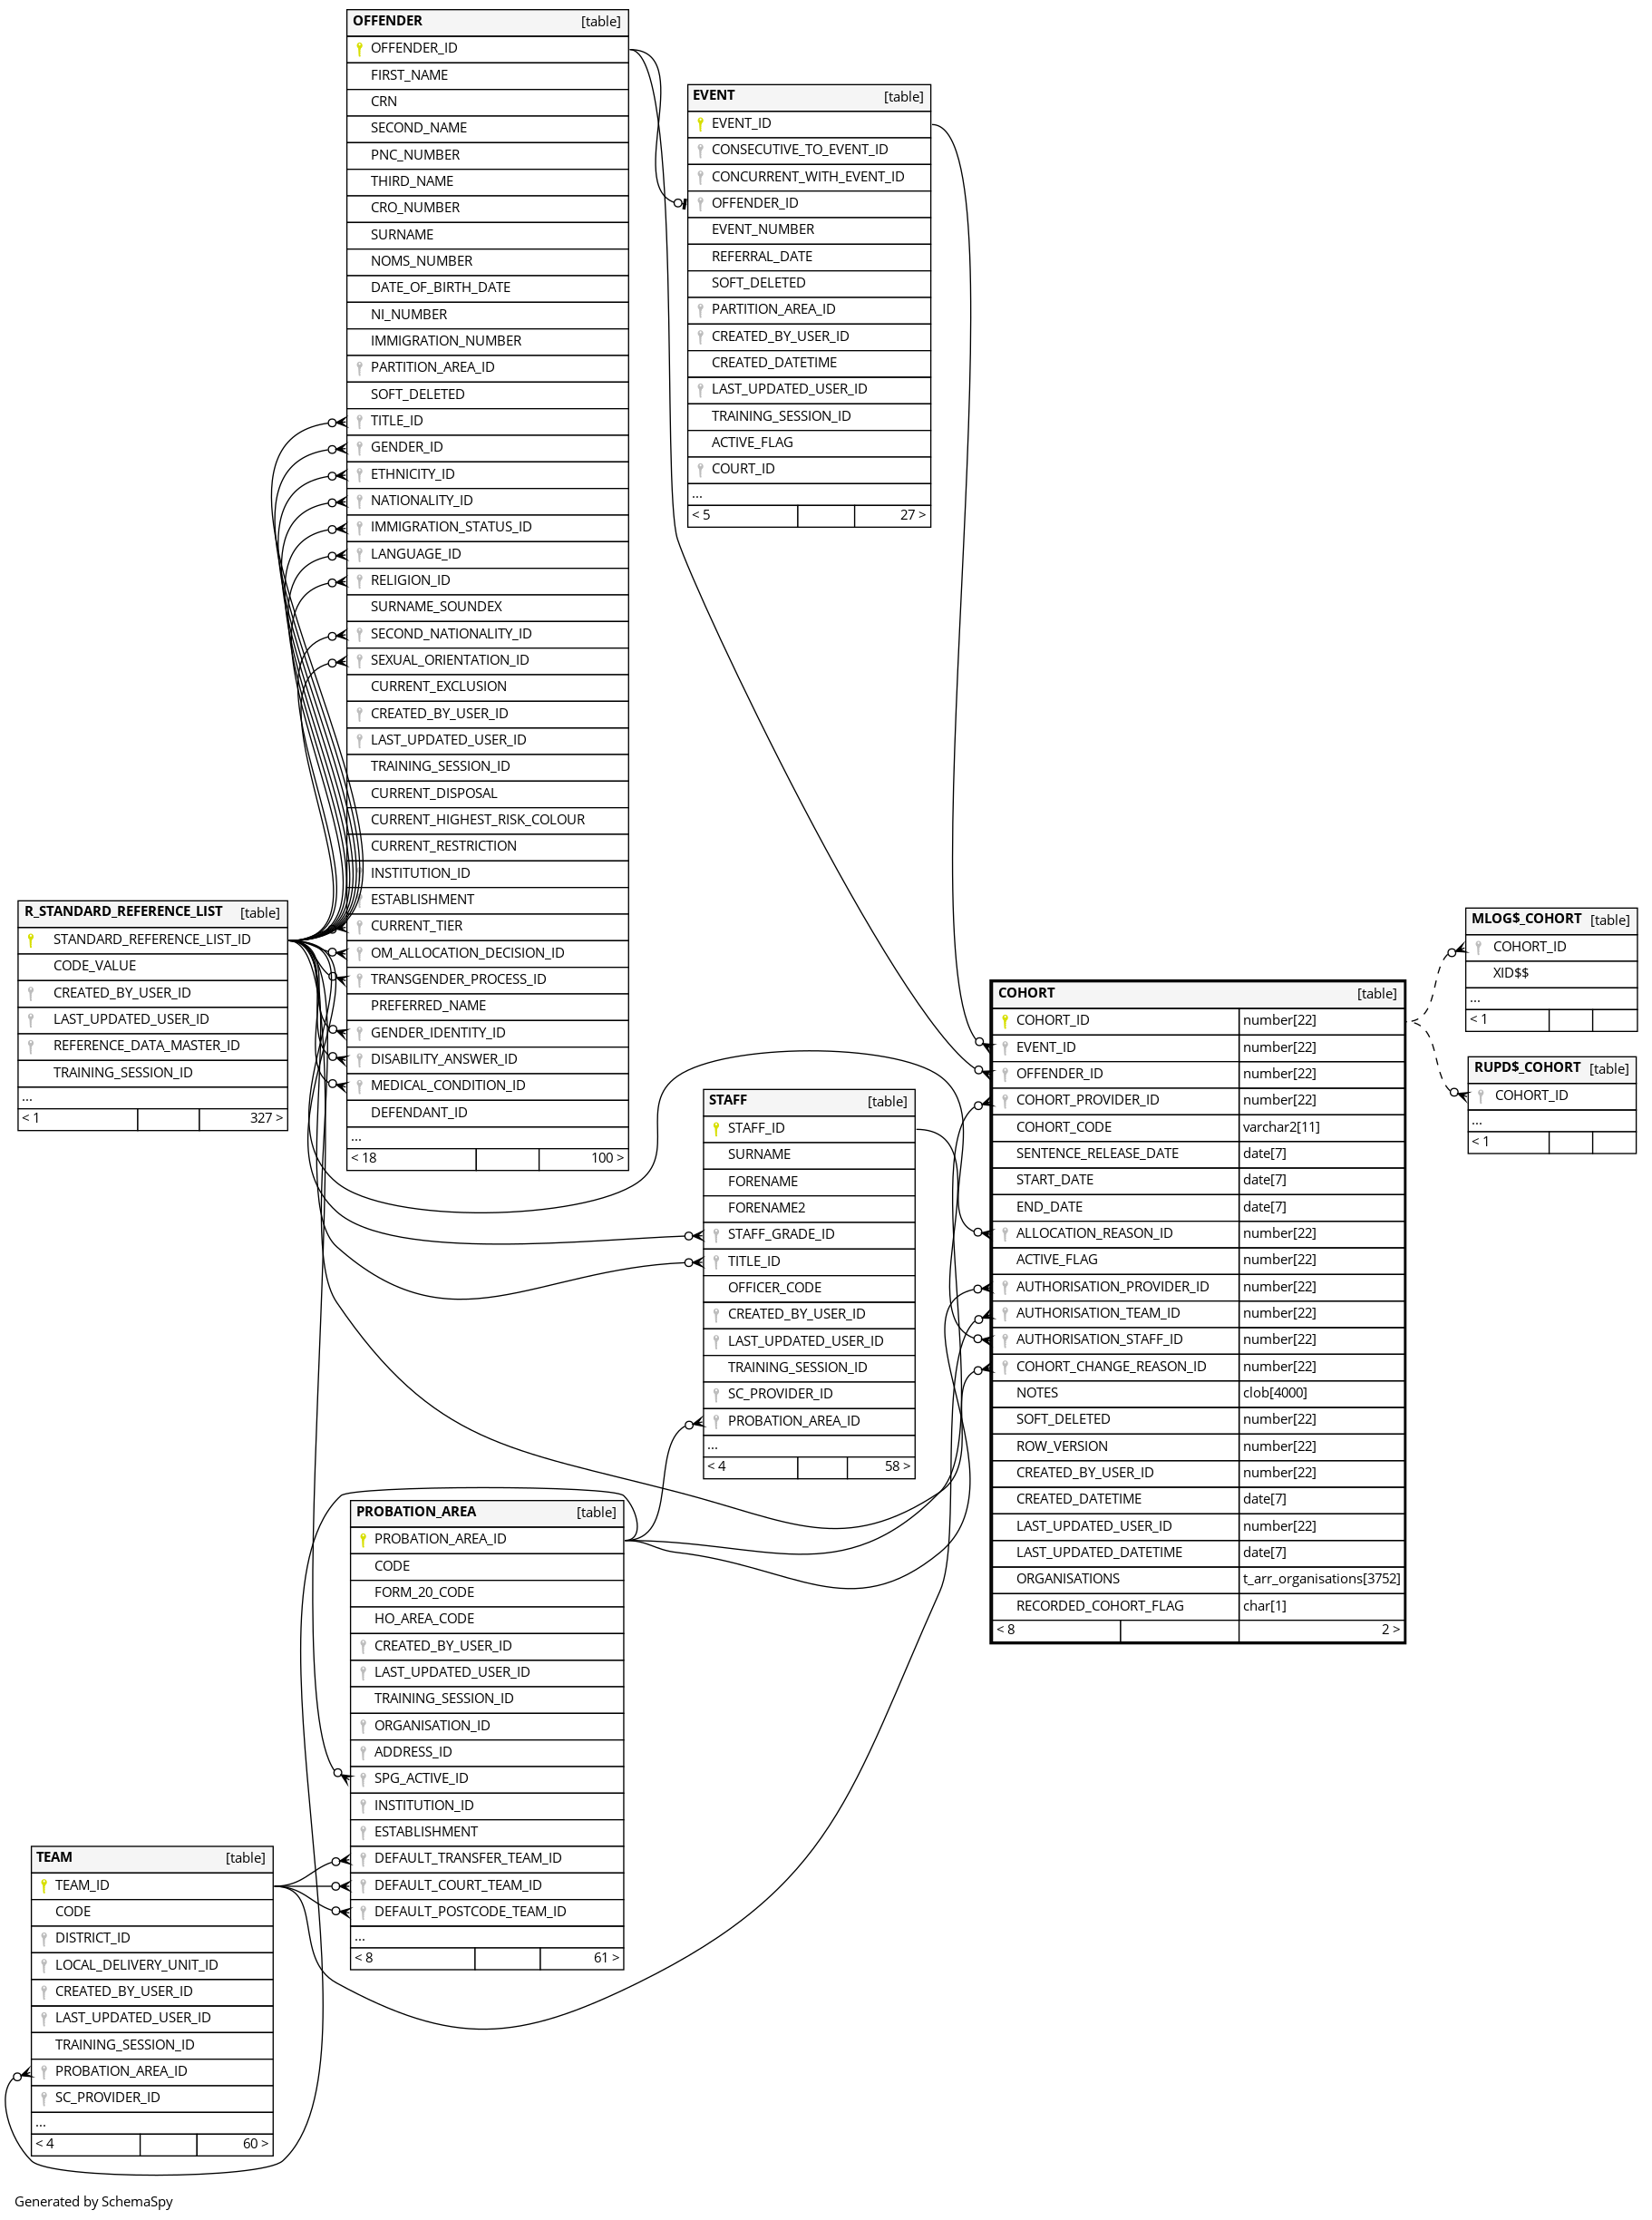 OFFENDER [table]
OFFENDER_ID
FIRST_NAME
CRN
SECOND_NAME
PNC_NUMBER
THIRD_NAME
CRO_NUMBER
SURNAME
NOMS_NUMBER
DATE_OF_BIRTH_DATE
NI_NUMBER
IMMIGRATION_NUMBER
PARTITION_AREA_ID
SOFT_DELETED
TITLE_ID
GENDER_ID
ETHNICITY_ID
NATIONALITY_ID
IMMIGRATION_STATUS_ID
LANGUAGE_ID
RELIGION_ID
SURNAME_SOUNDEX
SECOND_NATIONALITY_ID
SEXUAL_ORIENTATION_ID
CURRENT_EXCLUSION
CREATED_BY_USER_ID
LAST_UPDATED_USER_ID
TRAINING_SESSION_ID
CURRENT_DISPOSAL
CURRENT_HIGHEST_RISK_COLOUR
CURRENT_RESTRICTION
INSTITUTION_ID
ESTABLISHMENT
CURRENT_TIER
OM_ALLOCATION_DECISION_ID
TRANSGENDER_PROCESS_ID
PREFERRED_NAME
GENDER_IDENTITY_ID
DISABILITY_ANSWER_ID
MEDICAL_CONDITION_ID
DEFENDANT_ID
...
< 18 100 >
EVENT [table]
EVENT_ID
CONSECUTIVE_TO_EVENT_ID
CONCURRENT_WITH_EVENT_ID
OFFENDER_ID
EVENT_NUMBER
REFERRAL_DATE
SOFT_DELETED
PARTITION_AREA_ID
CREATED_BY_USER_ID
CREATED_DATETIME
LAST_UPDATED_USER_ID
TRAINING_SESSION_ID
ACTIVE_FLAG
COURT_ID
...
< 5 27 >
R_STANDARD_REFERENCE_LIST [table]
STANDARD_REFERENCE_LIST_ID
CODE_VALUE
CREATED_BY_USER_ID
LAST_UPDATED_USER_ID
REFERENCE_DATA_MASTER_ID
TRAINING_SESSION_ID
...
< 1 327 >
MLOG$_COHORT [table]
COHORT_ID
XID$$
...
< 1
RUPD$_COHORT [table]
COHORT_ID
...
< 1
COHORT [table]
COHORT_ID number[22]
EVENT_ID number[22]
OFFENDER_ID number[22]
COHORT_PROVIDER_ID number[22]
COHORT_CODE varchar2[11]
SENTENCE_RELEASE_DATE date[7]
START_DATE date[7]
END_DATE date[7]
ALLOCATION_REASON_ID number[22]
ACTIVE_FLAG number[22]
AUTHORISATION_PROVIDER_ID number[22]
AUTHORISATION_TEAM_ID number[22]
AUTHORISATION_STAFF_ID number[22]
COHORT_CHANGE_REASON_ID number[22]
NOTES clob[4000]
SOFT_DELETED number[22]
ROW_VERSION number[22]
CREATED_BY_USER_ID number[22]
CREATED_DATETIME date[7]
LAST_UPDATED_USER_ID number[22]
LAST_UPDATED_DATETIME date[7]
ORGANISATIONS t_arr_organisations[3752]
RECORDED_COHORT_FLAG char[1]
< 8 2 >
STAFF [table]
STAFF_ID
SURNAME
FORENAME
FORENAME2
STAFF_GRADE_ID
TITLE_ID
OFFICER_CODE
CREATED_BY_USER_ID
LAST_UPDATED_USER_ID
TRAINING_SESSION_ID
SC_PROVIDER_ID
PROBATION_AREA_ID
...
< 4 58 >
PROBATION_AREA [table]
PROBATION_AREA_ID
CODE
FORM_20_CODE
HO_AREA_CODE
CREATED_BY_USER_ID
LAST_UPDATED_USER_ID
TRAINING_SESSION_ID
ORGANISATION_ID
ADDRESS_ID
SPG_ACTIVE_ID
INSTITUTION_ID
ESTABLISHMENT
DEFAULT_TRANSFER_TEAM_ID
DEFAULT_COURT_TEAM_ID
DEFAULT_POSTCODE_TEAM_ID
...
< 8 61 >
TEAM [table]
TEAM_ID
CODE
DISTRICT_ID
LOCAL_DELIVERY_UNIT_ID
CREATED_BY_USER_ID
LAST_UPDATED_USER_ID
TRAINING_SESSION_ID
PROBATION_AREA_ID
SC_PROVIDER_ID
...
< 4 60 >
Generated by SchemaSpy